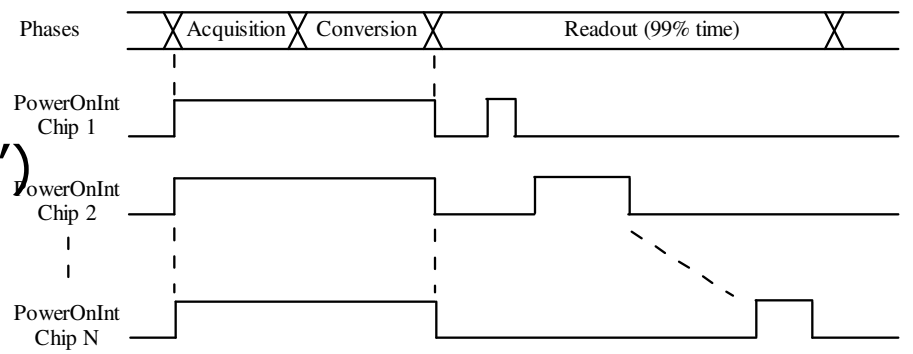 Phases
Acquisition
Conversion
Readout (99% time)
PowerOnInt
Chip 1
")
PowerOnInt
Chip 2
PowerOnInt
Chip N